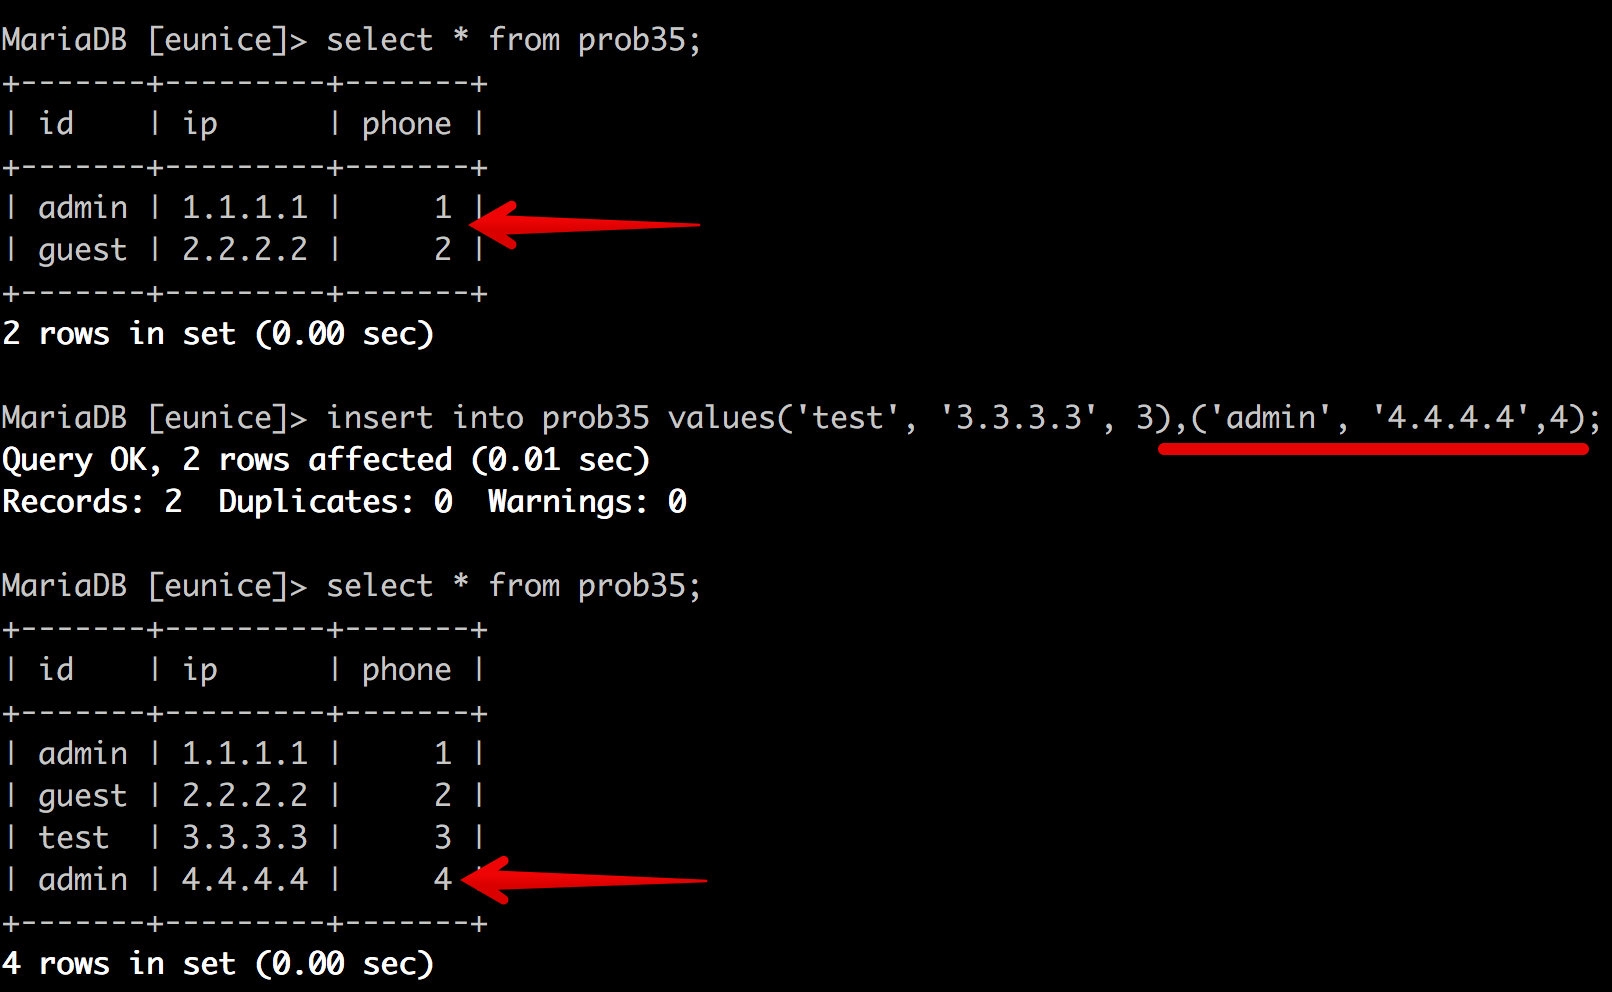 MariaDB [eunice]> select * from prob35;
+-------+---------+-------+
| id    | ip      | phone |
+-------+---------+-------+
| admin | 1.1.1.1 |     1 |
| guest | 2.2.2.2 |     2 |
+-------+---------+-------+
2 rows in set (0.00 sec)
MariaDB [eunice]> insert into prob35 values('test', '3.3.3.3', 3),('admin', '4.4.4.4',4);
Query OK, 2 rows affected (0.01 sec)
Records: 2  Duplicates: 0  Warnings: 0
MariaDB [eunice]> select * from prob35;
+-------+---------+-------+
| id    | ip      | phone |
+-------+---------+-------+
| admin | 1.1.1.1 |     1 |
| guest | 2.2.2.2 |     2 |
| test  | 3.3.3.3 |     3 |
| admin | 4.4.4.4 |     4 |
+-------+---------+-------+
4 rows in set (0.00 sec)